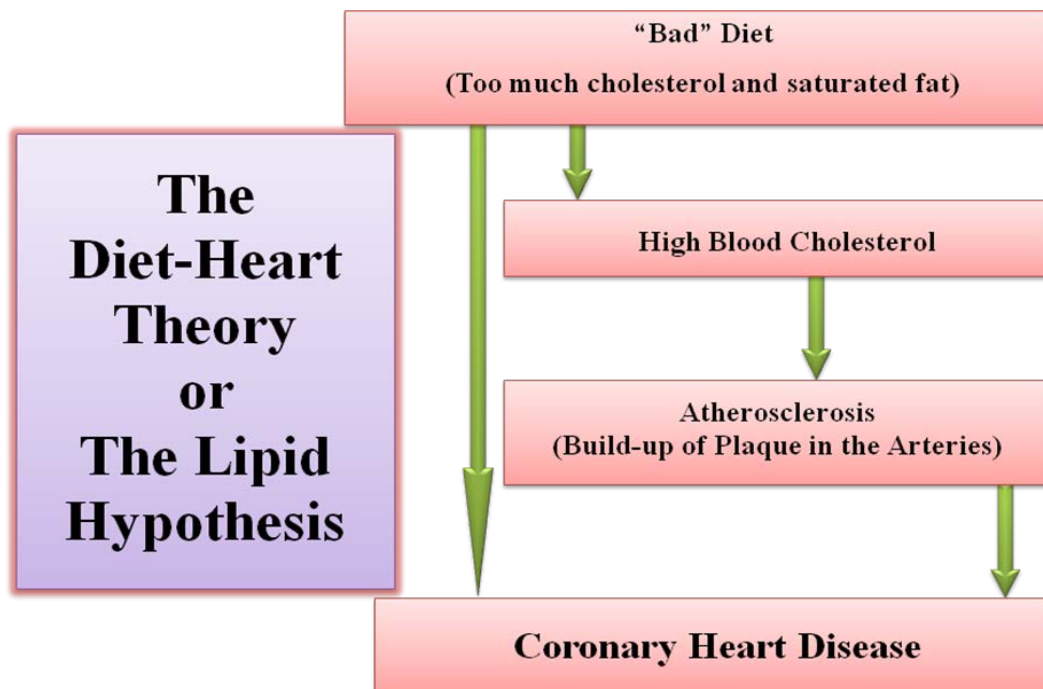 “Bad” Diet
(Too much cholesterol and saturated fat)
The
Diet-Heart
Theory
or
The Lipid
Hypothesis
High Blood Cholesterol
Atherosclerosis
(Build-up of Plaque in the Arteries)
Coronary Heart Disease